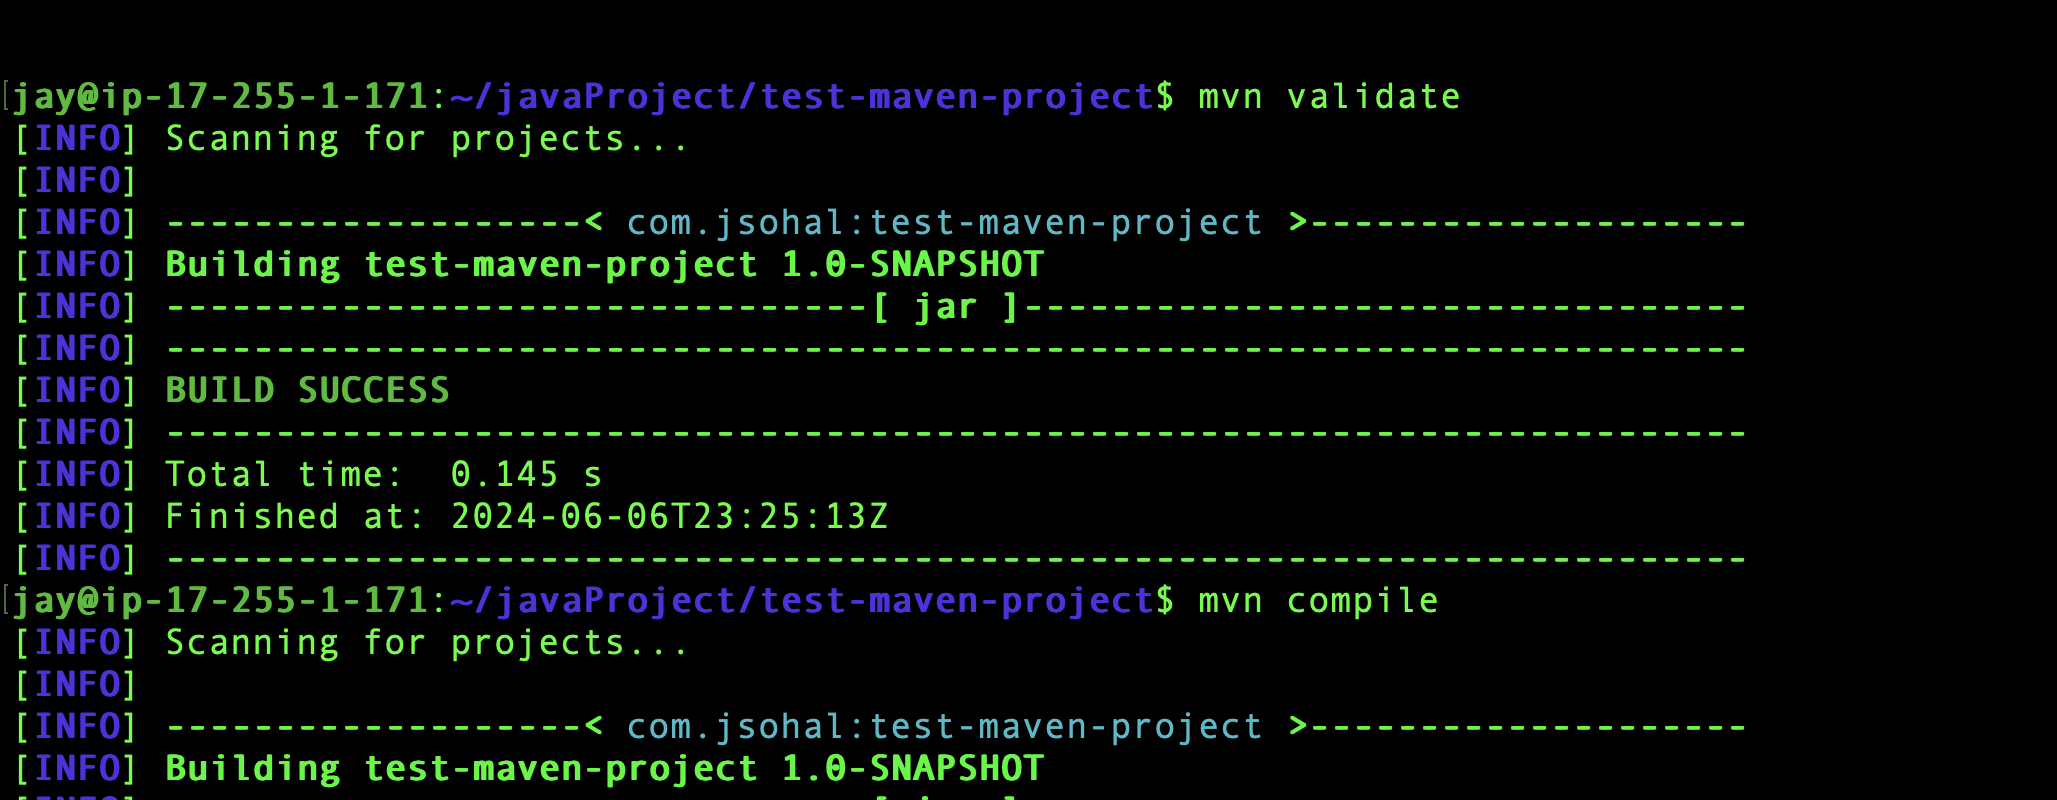 jay@ip-17-255-1-171:~/javaProject/test-maven-project$ mvn validate
[INFO] Scanning for projects...
[INFO]
[INFO] -------------------< com.jsohal:test-maven-project >--------------------
[INFO] Building test-maven-project 1.0-SNAPSHOT
[INFO] --------------------------------[ jar ]---------------------------------
[INFO] ------------------------------------------------------------------------
[INFO] BUILD SUCCESS
[INFO] ------------------------------------------------------------------------
[INFO] Total time:  0.145 s
[INFO] Finished at: 2024-06-06T23:25:13Z
[INFO] ------------------------------------------------------------------------
jay@ip-17-255-1-171:~/javaProject/test-maven-project$ mvn compile
[INFO] Scanning for projects...
[INFO]
[INFO] -------------------< com.jsohal:test-maven-project >--------------------
[INFO] Building test-maven-project 1.0-SNAPSHOT